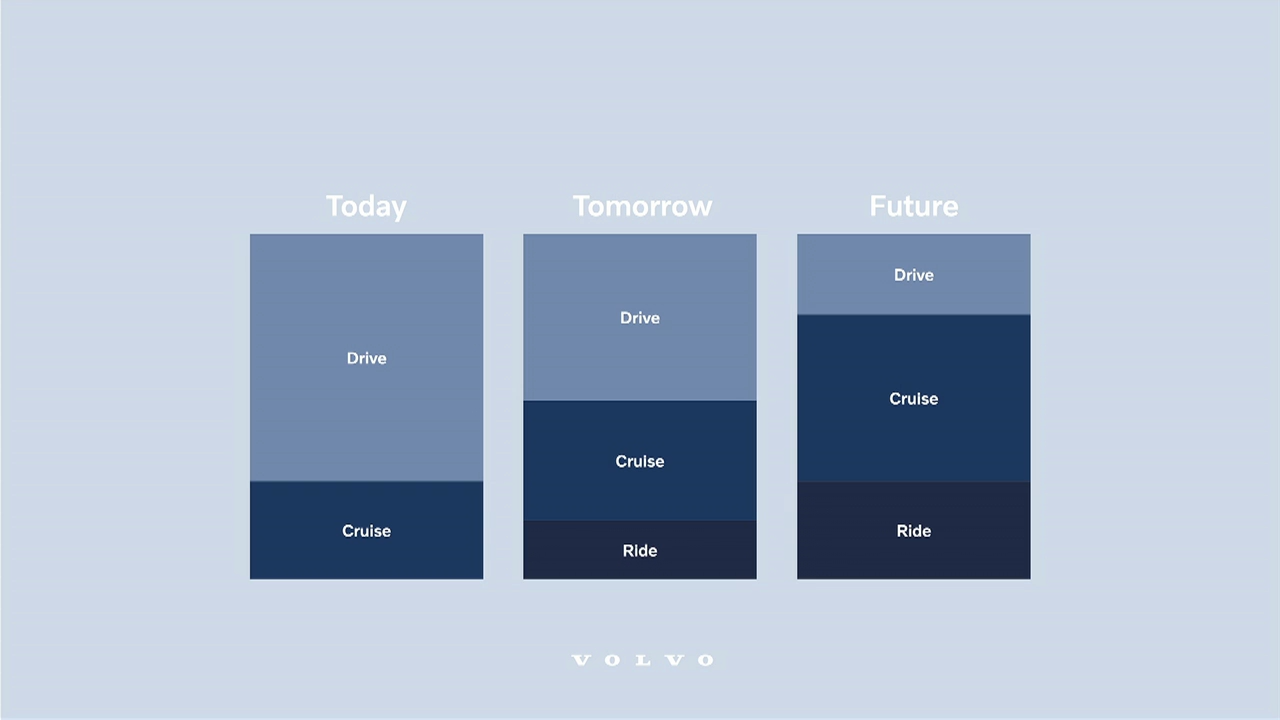 Today
Tomorrow
Future
Drive
Cruise
Drive
Cruise
Ride
Drive
Cruise
Ride
VOLVO